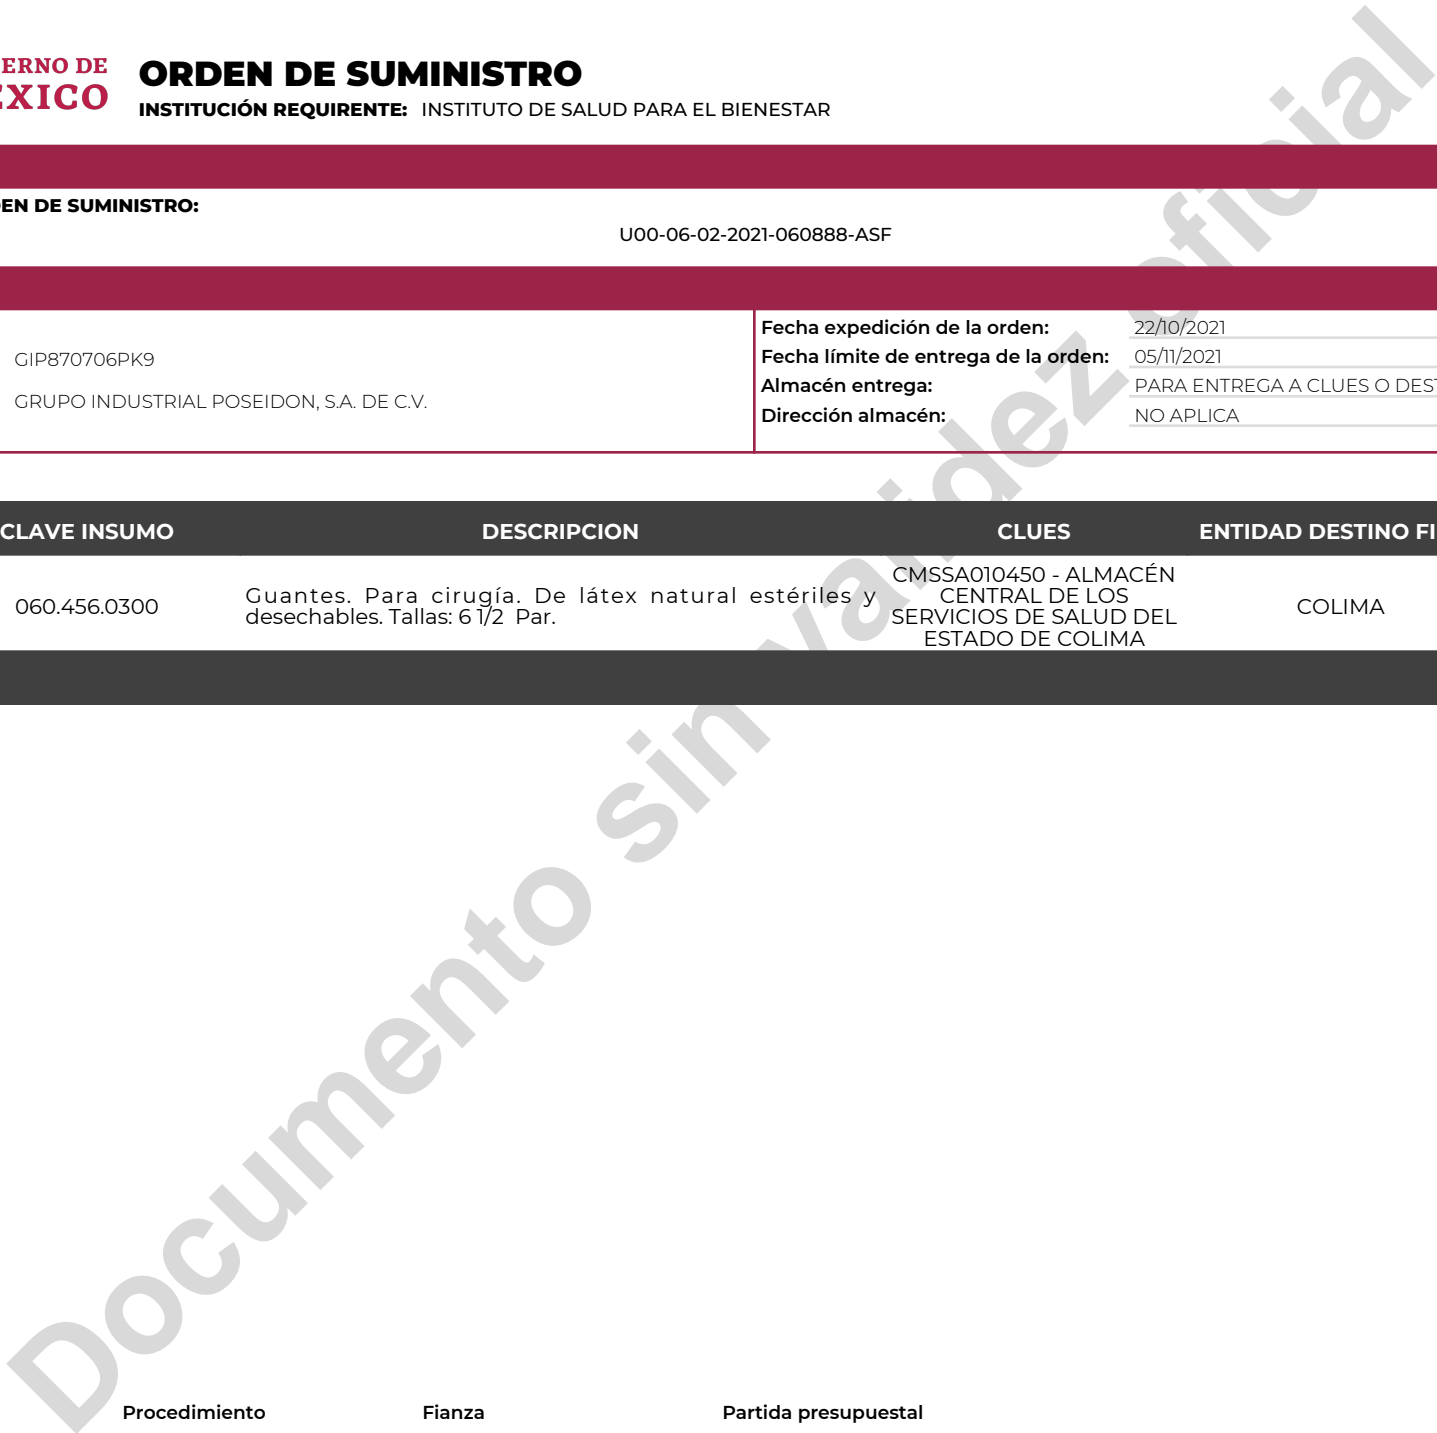 ERNO DE
EXICO
ORDEN DE SUMINISTRO
INSTITUCIÓN REQUIRENTE: INSTITUTO DE SALUD PARA EL BIENESTAR
EN DE SUMINISTRO:
U00-06-02-2021-060888-ASF
GIP870706PK9
GRUPO INDUSTRIAL POSEIDON, S.A. DE C.V.
Fecha expedición de la orden: 22/10/2021
Fecha límite de entrega de la orden: 05/11/2021
Almacén entrega: PARA ENTREGA A CLUES O DEST
Dirección almacén: NO APLICA
CLAVE INSUMO DESCRIPCION CLUES ENTIDAD DESTINO FI
060.456.0300
Guantes. Para cirugía. De látex natural estériles y
desechables. Tallas: 6 1/2 Par.
CMSSA010450 - ALMACÉN
CENTRAL DE LOS
SERVICIOS DE SALUD DEL
ESTADO DE COLIMA
COLIMA
Documento sin validez oficial
Procedimiento Fianza Partida presupuestal